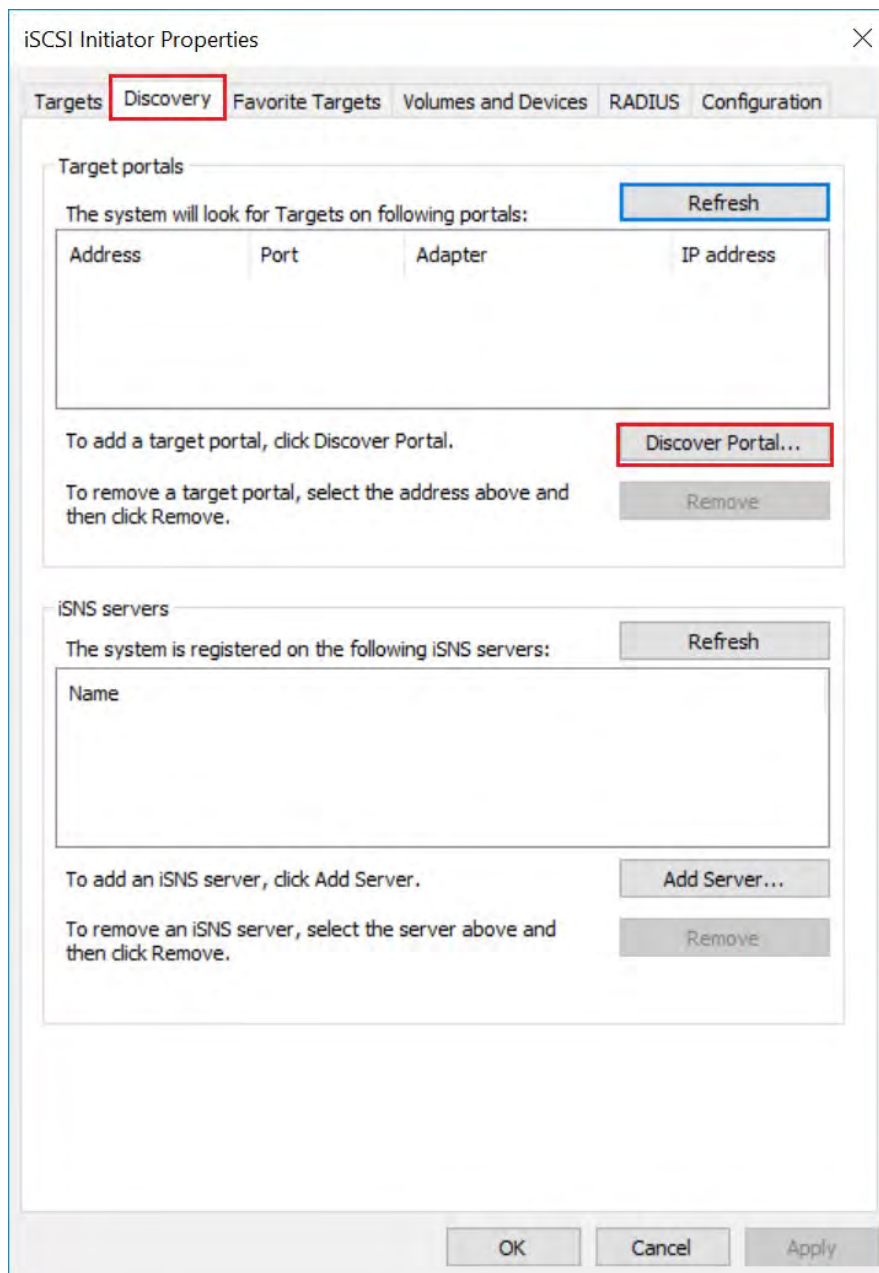 iSCSI Initiator Properties
Targets Discovery Favorite Targets Volumes and Devices RADIUS Configuration
Target portals
The system will look for Targets on following portals:
Refresh
Address Port Adapter IP address
To add a target portal, click Discover Portal.
Discover Portal...
To remove a target portal, select the address above and
then click Remove.
Remove
iSNS servers
The system is registered on the following iSNS servers:
Refresh
Name
To add an iSNS server, click Add Server.
Add Server...
To remove an iSNS server, select the server above and
then click Remove.
Remove
OK Cancel Apply